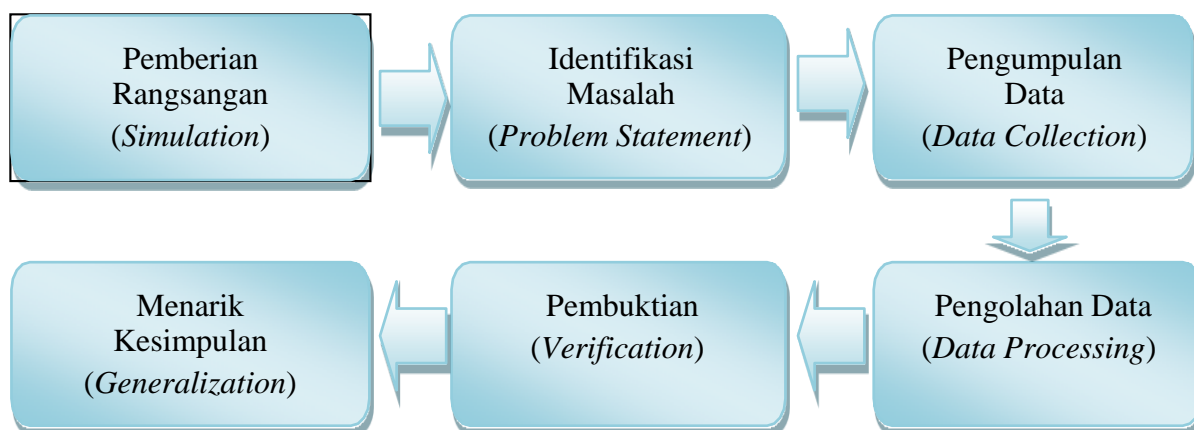 Pemberian
Rangsangan
(Simulation)
Identifikasi
Masalah
(Problem Statement)
Pengumpulan
Data
(Data Collection)
Pengolahan Data
(Data Processing)
Pembuktian
(Verification)
Menarik
Kesimpulan
(Generalization)